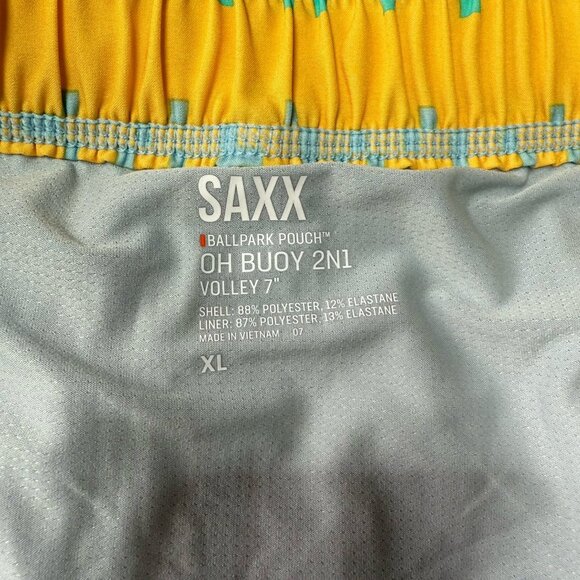 SAXX
BALLPARK POUCH™
OH BUOY 2N1
VOLLEY 7"
SHELL: 88% POLYESTER, 12% ELASTANE
LINER: 87% POLYESTER, 13% ELASTANE
MADE IN VIETNAM 07
XL